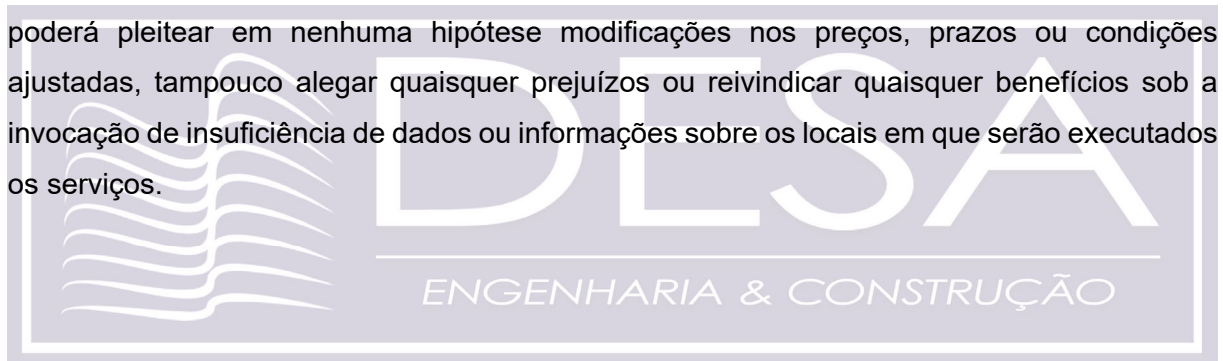 poderá pleitear em nenhuma hipótese modificações nos preços, prazos ou condições
ajustadas, tampouco alegar quaisquer prejuízos ou reivindicar quaisquer benefícios sob a
invocação de insuficiência de dados ou informações sobre os locais em que serão executados
os serviços.
DESA
ENGENHARIA & CONSTRUÇÃO